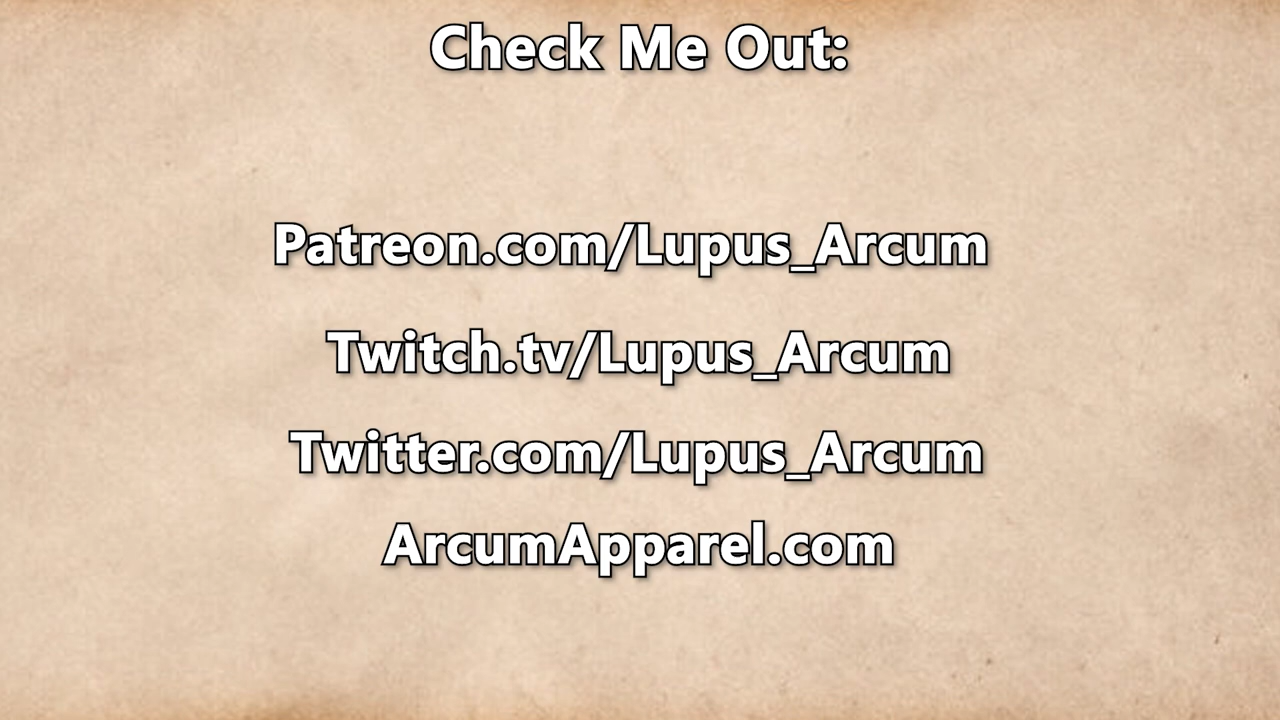 Check Me Out:
Patreon.com/Lupus_Arcum
Twitch.tv/Lupus_Arcum
Twitter.com/Lupus_Arcum
ArcumApparel.com